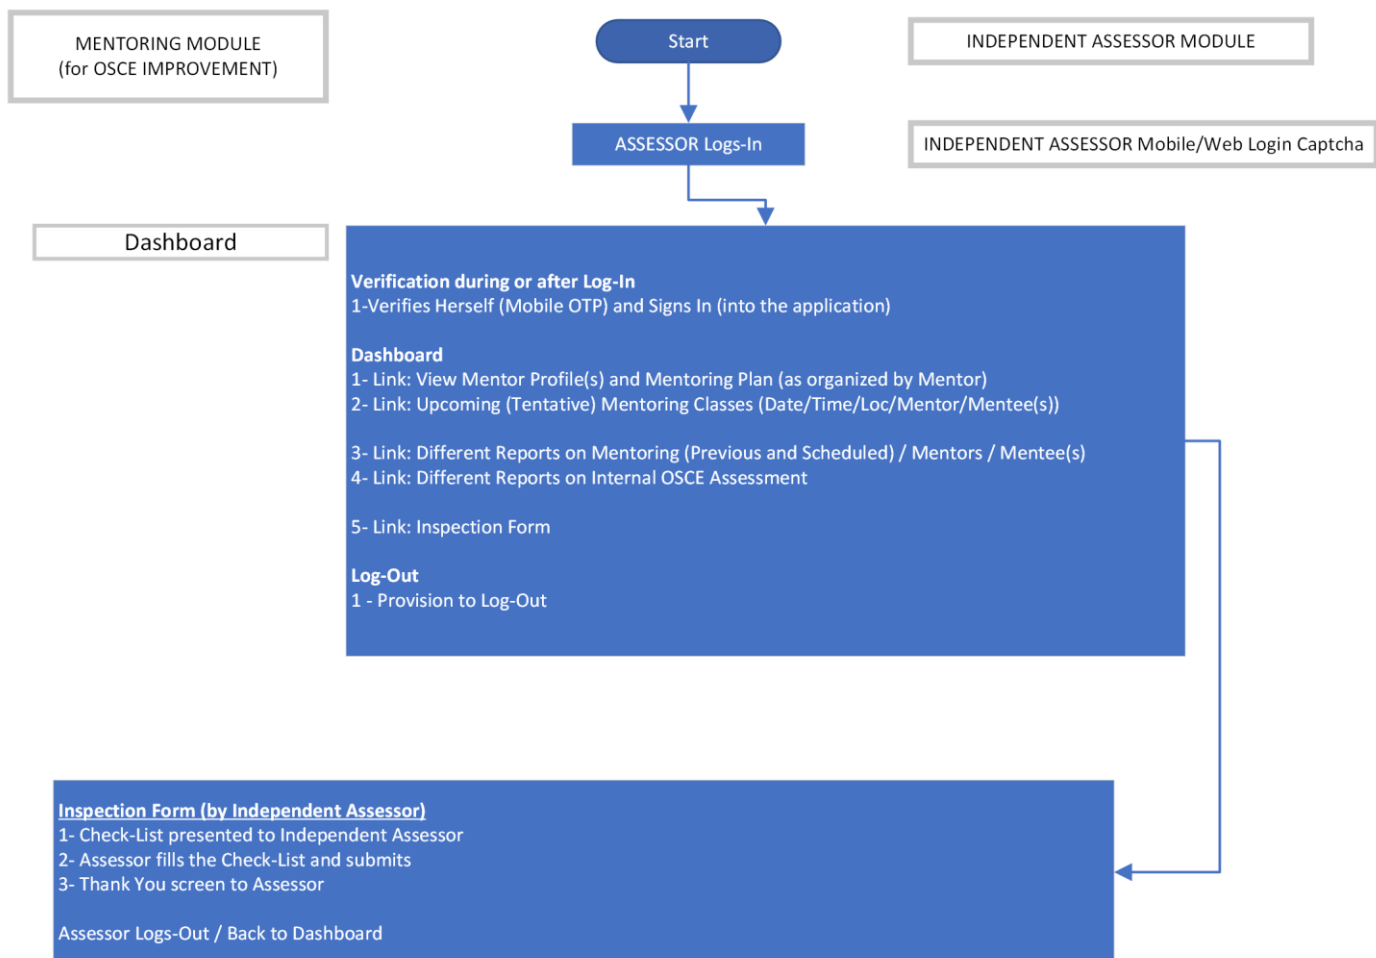 MENTORING MODULE
(for OSCE IMPROVEMENT)
Start
INDEPENDENT ASSESSOR MODULE
ASSESSOR Logs-In
INDEPENDENT ASSESSOR Mobile/Web Login Captcha
Dashboard
Verification during or after Log-In
1-Verifies Herself (Mobile OTP) and Signs In (into the application)
Dashboard
1- Link: View Mentor Profile(s) and Mentoring Plan (as organized by Mentor)
2- Link: Upcoming (Tentative) Mentoring Classes (Date/Time/Loc/Mentor/Mentee(s))
3- Link: Different Reports on Mentoring (Previous and Scheduled) / Mentors / Mentee(s)
4- Link: Different Reports on Internal OSCE Assessment
5- Link: Inspection Form
Log-Out
1 - Provision to Log-Out
Inspection Form (by Independent Assessor)
1- Check-List presented to Independent Assessor
2- Assessor fills the Check-List and submits
3- Thank You screen to Assessor
Assessor Logs-Out / Back to Dashboard